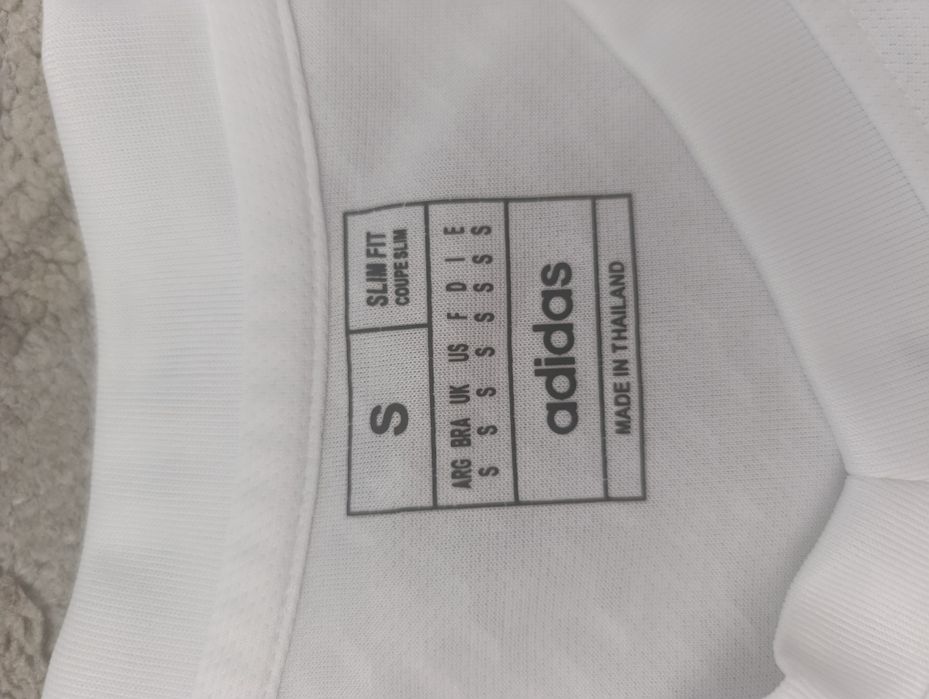 S
SLIM FIT
COUPE SLIM
ARG BRA UK US F D I E
S S S S S S S S
adidas
MADE IN THAILAND